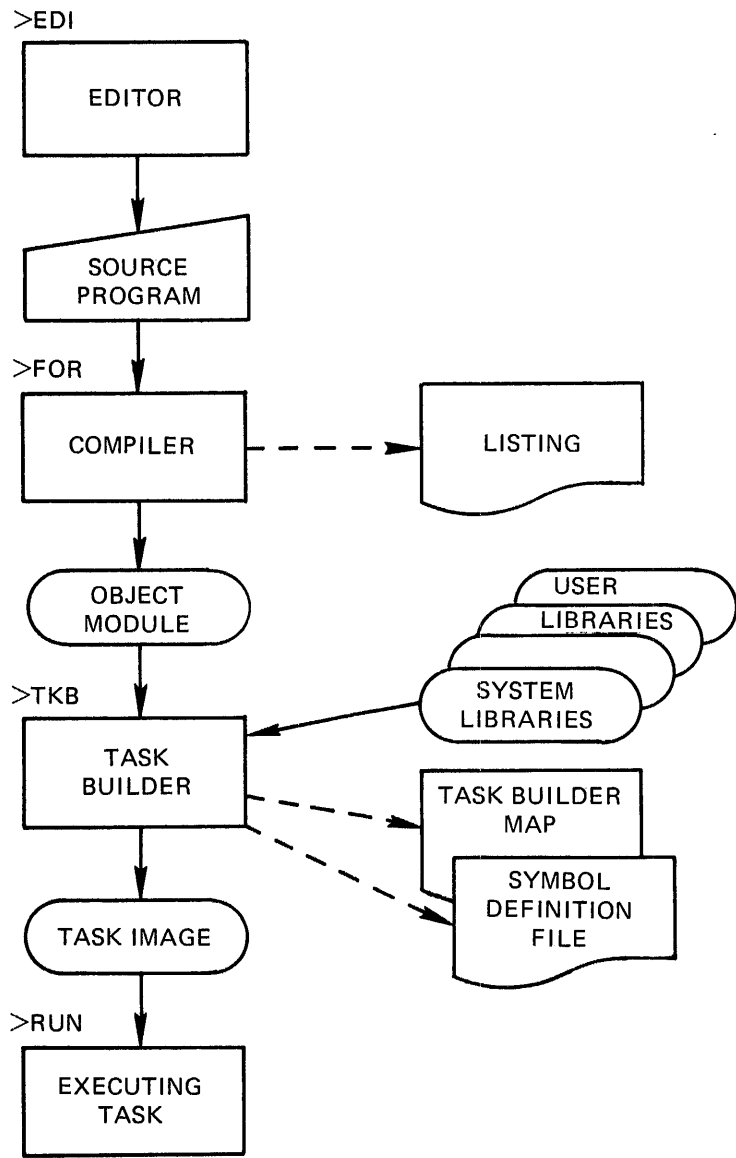 >EDI
EDITOR
SOURCE
PROGRAM
>FOR
COMPILER
LISTING
OBJECT
MODULE
USER
LIBRARIES
SYSTEM
LIBRARIES
>TKB
TASK
BUILDER
TASK BUILDER
MAP
SYMBOL
DEFINITION
FILE
TASK IMAGE
>RUN
EXECUTING
TASK